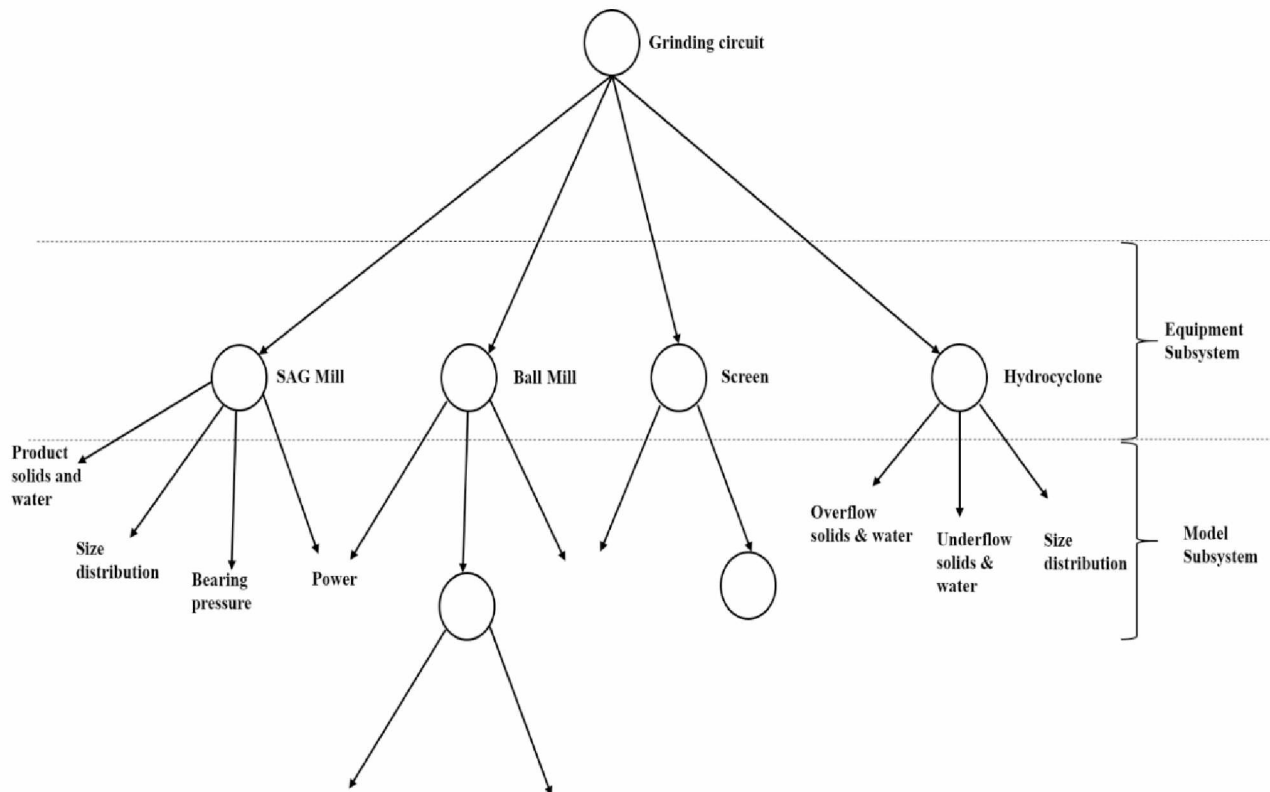 Grinding circuit
Equipment
Subsystem
SAG Mill
Ball Mill
Screen
Hydrocyclone
Product
solids and
water
Size
distribution
Bearing
pressure
Power
Overflow
solids & water
Underflow
solids &
water
Size
distribution
Model
Subsystem